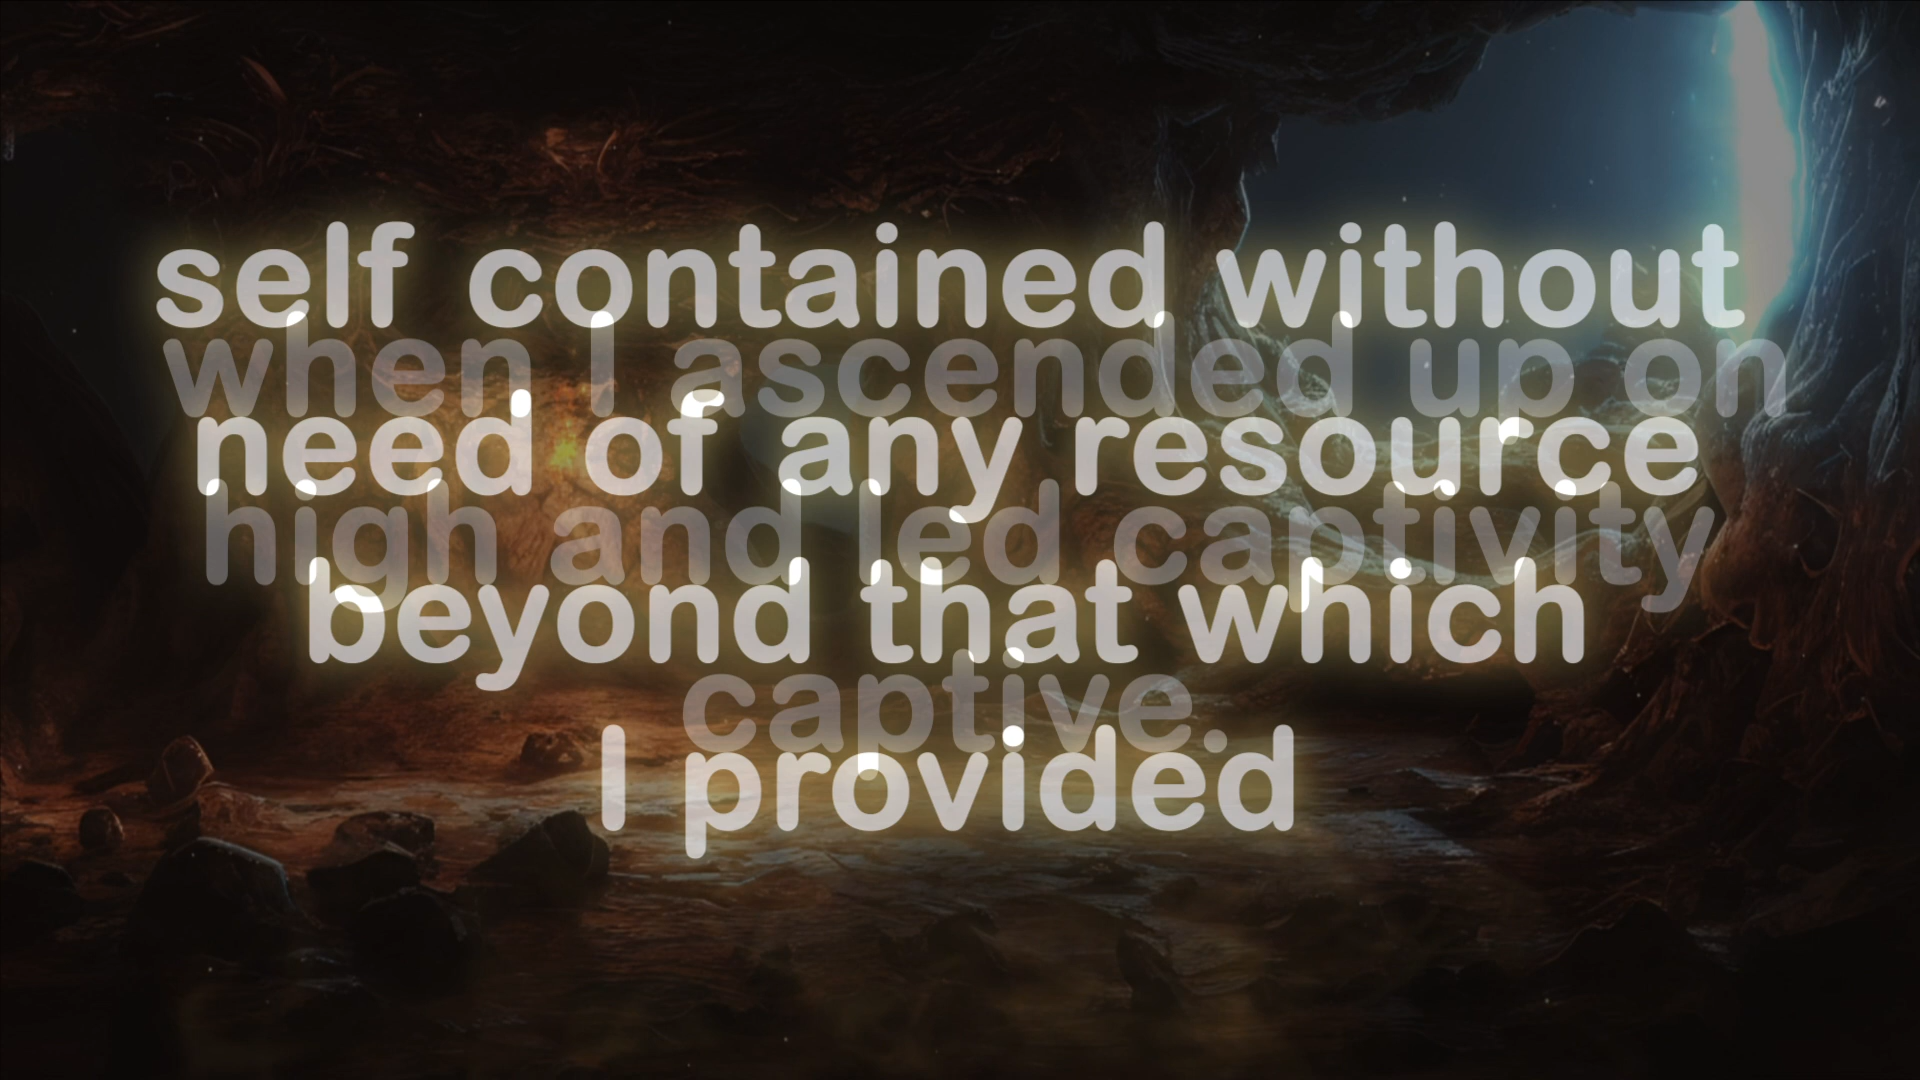 self contained without
when I ascended up on
need of any resource
high and led captivity
beyond that which
captive.
I provided